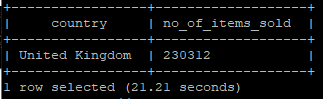 +-----------------+--------------------+
| country | no_of_items_sold |
+-----------------+--------------------+
| United Kingdom | 230312 |
+-----------------+--------------------+
1 row selected (21.21 seconds)